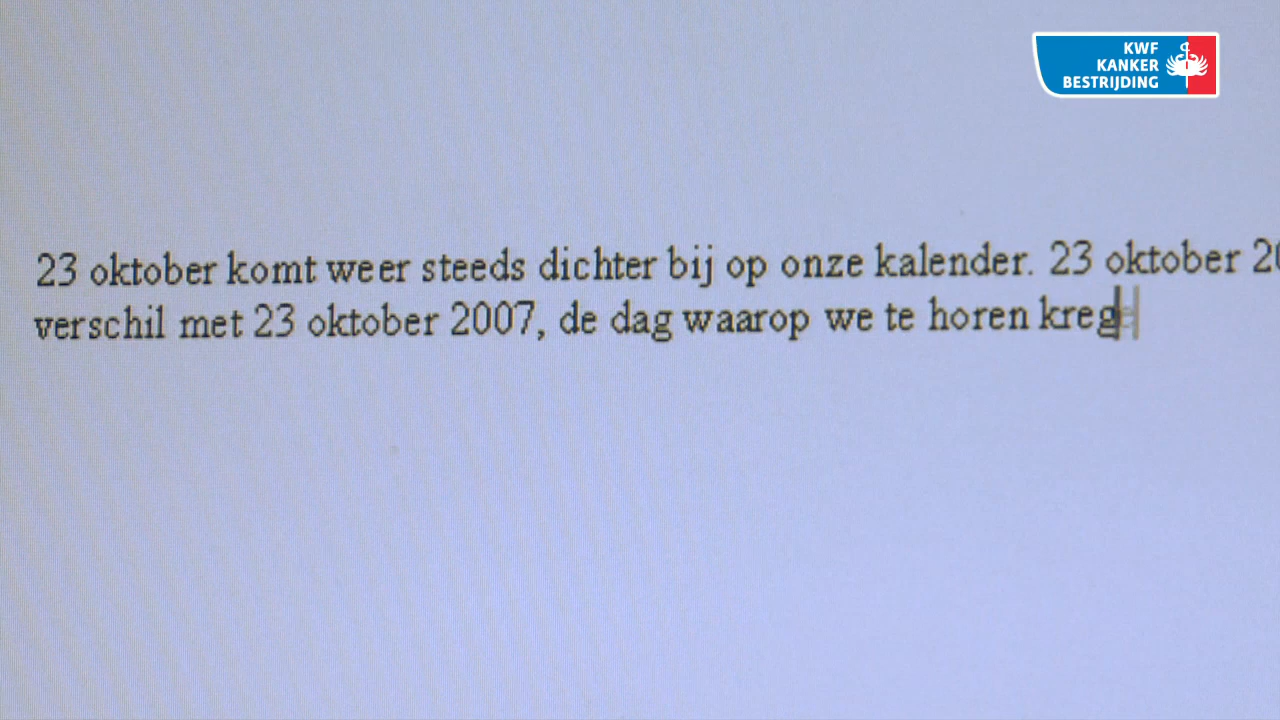 KWF
KANKER
BESTRIJDING
23 oktober komt weer steeds dichter bij op onze kalender. 23 oktober
verschil met 23 oktober 2007, de dag waarop we te horen kreg